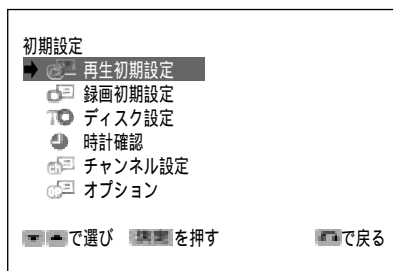 初期設定
再生初期設定
録画初期設定
ディスク設定
時計確認
チャンネル設定
オプション
で選び を押す で戻る